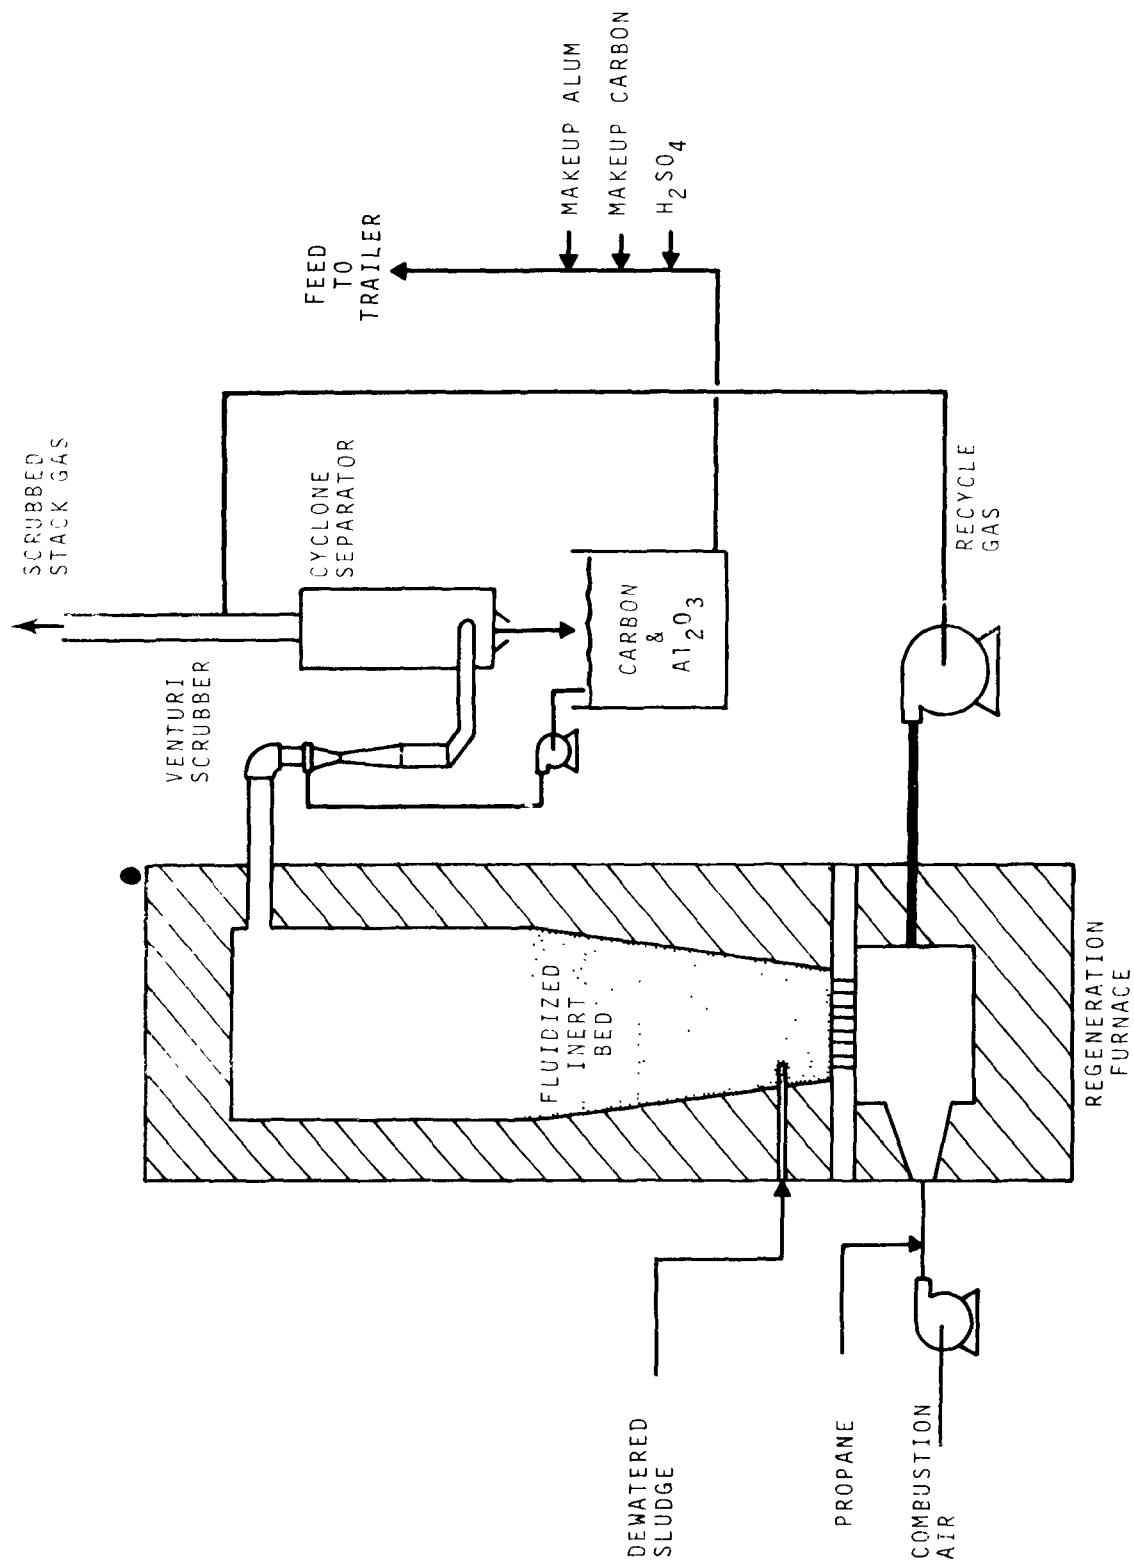 SCRUBBED
STACK GAS
VENTURI
SCRUBBER
CYCLONE
SEPARATOR
FEED
TO
TRAILER
MAKEUP ALUM
MAKEUP CARBON
H₂SO₄
CARBON
&
Al₂O₃
RECYCLE
GAS
FLUIDIZED
INERT
BED
DEWATERED
SLUDGE
PROPANE
COMBUSTION
AIR
REGENERATION
FURNACE